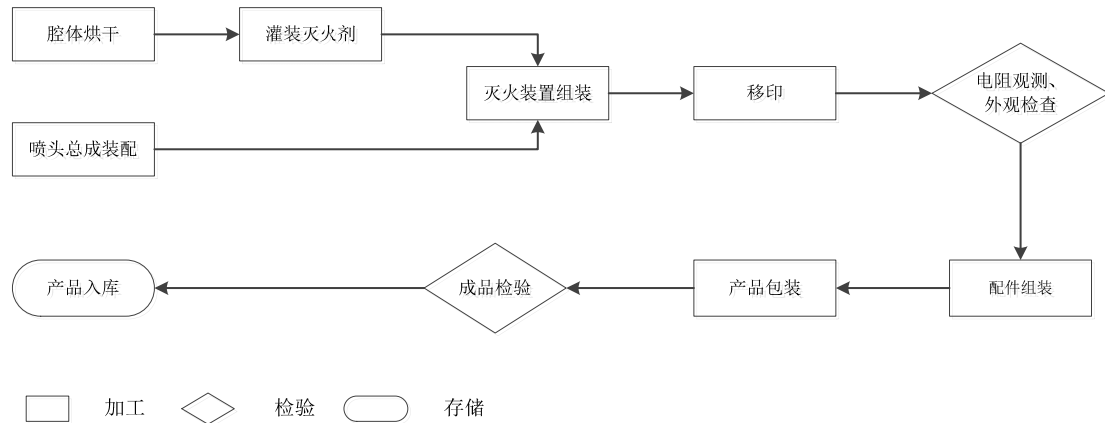 腔体烘干
灌装灭火剂
灭火装置组装
移印
电阻观测、
外观检查
喷头总成装配
产品入库
成品检验
产品包装
配件组装
加工
检验
存储